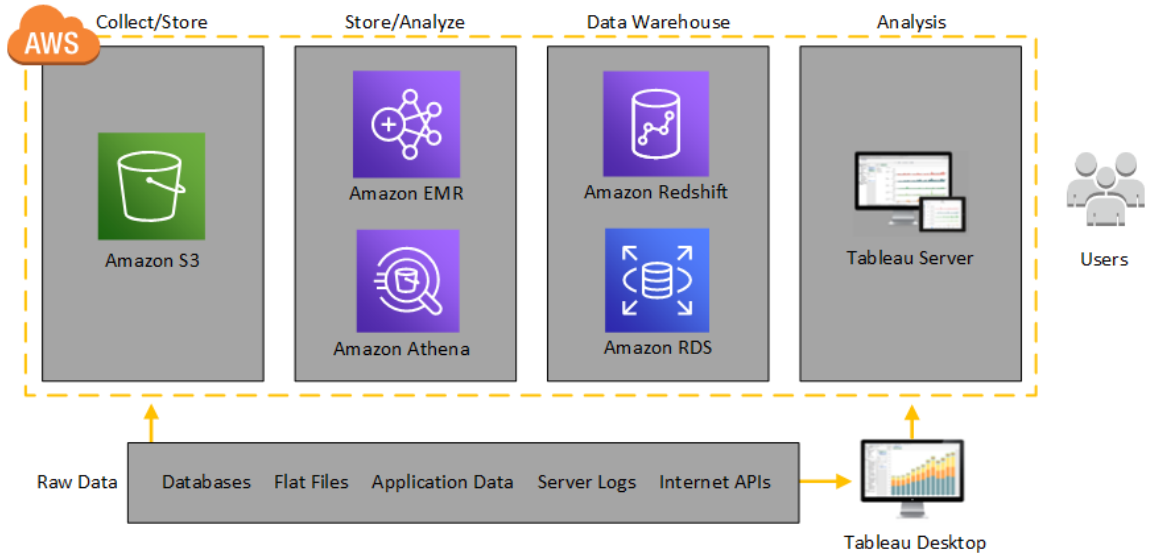 Collect/Store
Store/Analyze
Data Warehouse
Analysis
AWS
Amazon S3
Amazon EMR
Amazon Athena
Amazon Redshift
Amazon RDS
Tableau Server
Users
Raw Data
Databases
Flat Files
Application Data
Server Logs
Internet APIs
Tableau Desktop